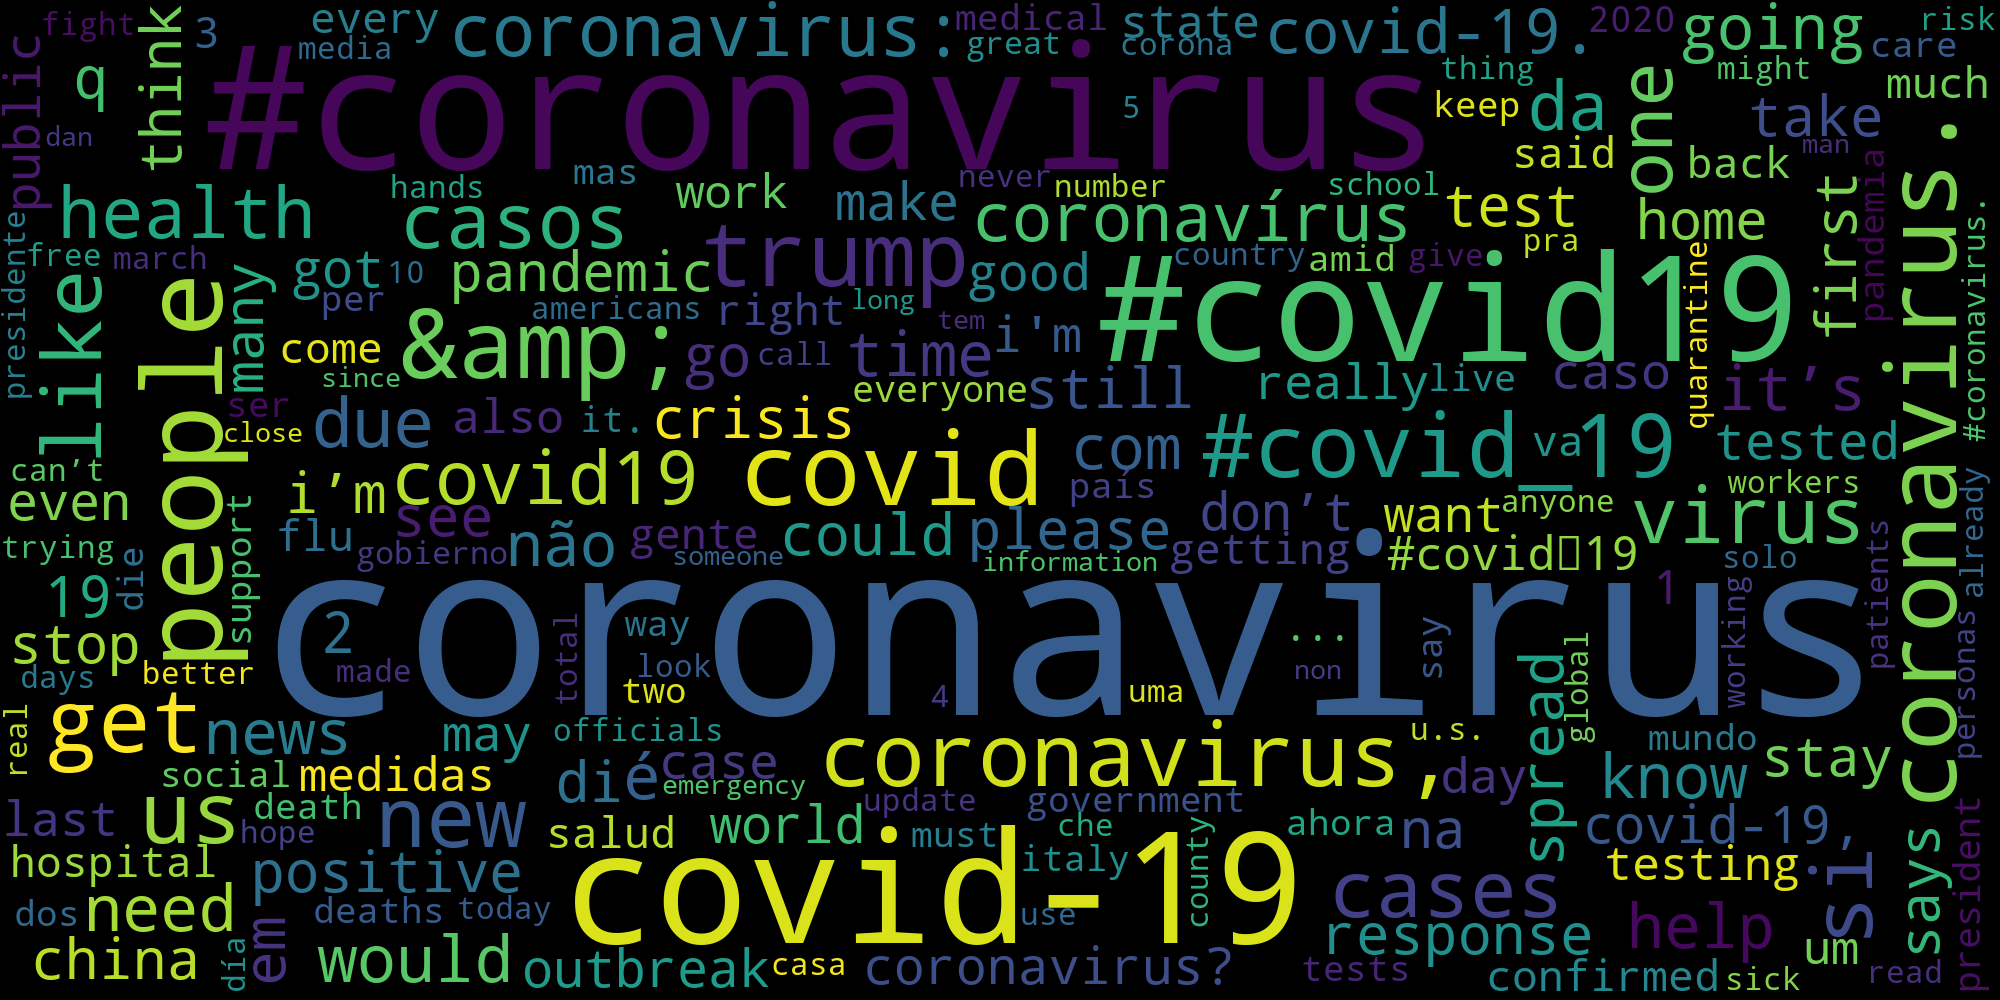 fight
3
every
coronavirus:
medical
state
covid-19.
2020
going
risk
media
great
corona
care
public
q
think
#coronavirus
thing
might
much
5
keep
da
one
take
dan
said
back
man
health
hands
mas
work
never
number
school
casos
make
coronavírus
test
home
first
pandemia
coronavirus.
#coronavirus.
presidente
free
march
got
10
pandemic
trump
good
country
amid
pra
give
quarantine
like
people
many
per
americans
right
long
tem
i'm
#covid19
come
since
&amp;
go
call
time
everyone
still
really
live
caso
it’s
ser
close
due
also
it.
crisis
com
#covid_19
va
tested
can’t
even
i’m
covid19
covid
país
anyone
workers
support
see
flu
gobierno
não
gente
someone
could
please
information
don’t
getting
want
#covid▯19
virus
solo
trying
die
19
coronavirus
1
working
patients
already
personas
stop
2
way
...
say
days
better
made
total
look
two
4
uma
non
spread
global
real
get
news
may
officials
coronavirus,
u.s.
mundo
stay
social
medidas
dié
case
emergency
day
know
last
us
death
hope
new
salud
world
update
government
must
che
county
ahora
na
covid-19,
says
president
hospital
positive
covid-19
italy
cases
testing
sí
dos
need
deaths
today
use
response
help
china
día
em
would
outbreak
casa
coronavirus?
tests
confirmed
sick
um
read